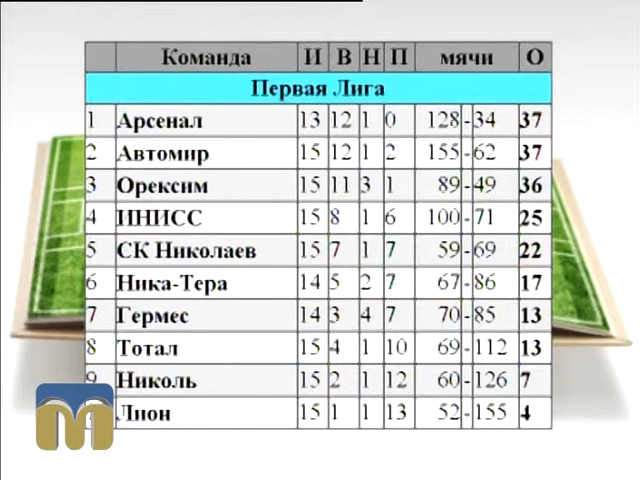 Команда И В Н П мячи О
Первая Лига
1 Арсенал 13 12 1 0 128 - 34 37
2 Автомир 15 12 1 2 155 - 62 37
3 Орексим 15 11 3 1 89 - 49 36
4 ИНИСС 15 8 1 6 100 - 71 25
5 СК Николаев 15 7 1 7 59 - 69 22
6 Ника-Тера 14 5 2 7 67 - 86 17
7 Гермес 14 3 4 7 70 - 85 13
8 Тотал 15 4 1 10 69 - 112 13
9 Николь 15 2 1 12 60 - 126 7
Лион 15 1 1 13 52 - 155 4